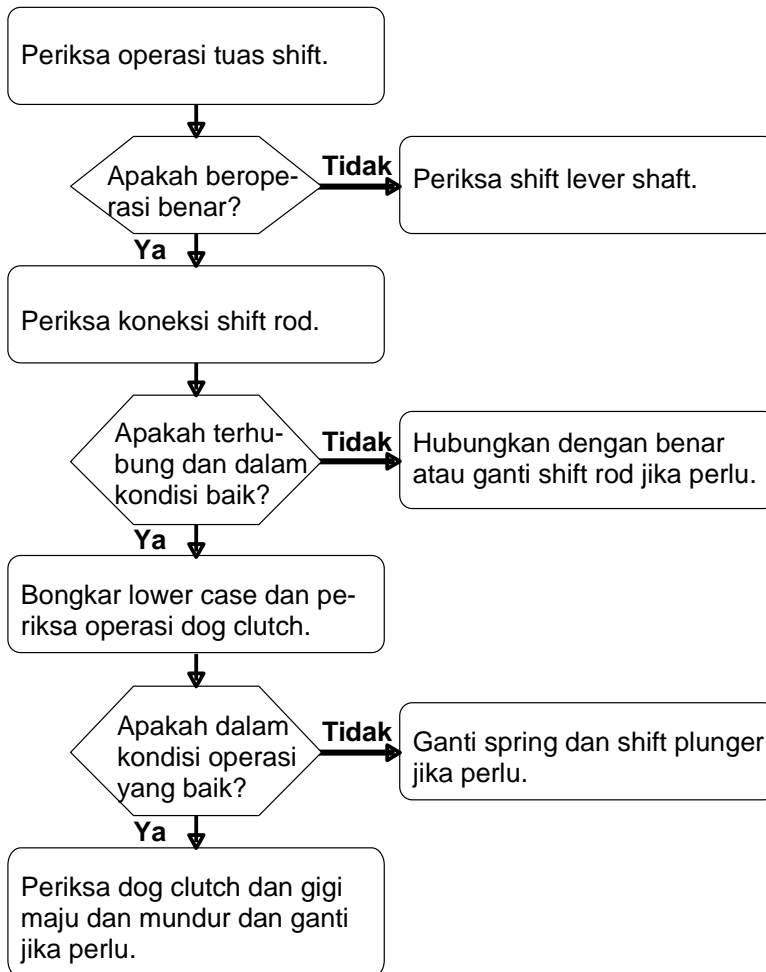 Periksa operasi tuas shift.
Apakah berope-
rasi benar?
Tidak
Periksa shift lever shaft.
Ya
Periksa koneksi shift rod.
Apakah terhu-
bung dan dalam
kondisi baik?
Tidak
Hubungkan dengan benar
atau ganti shift rod jika perlu.
Ya
Bongkar lower case dan pe-
riksa operasi dog clutch.
Apakah dalam
kondisi operasi
yang baik?
Tidak
Ganti spring dan shift plunger
jika perlu.
Ya
Periksa dog clutch dan gigi
maju dan mundur dan ganti
jika perlu.